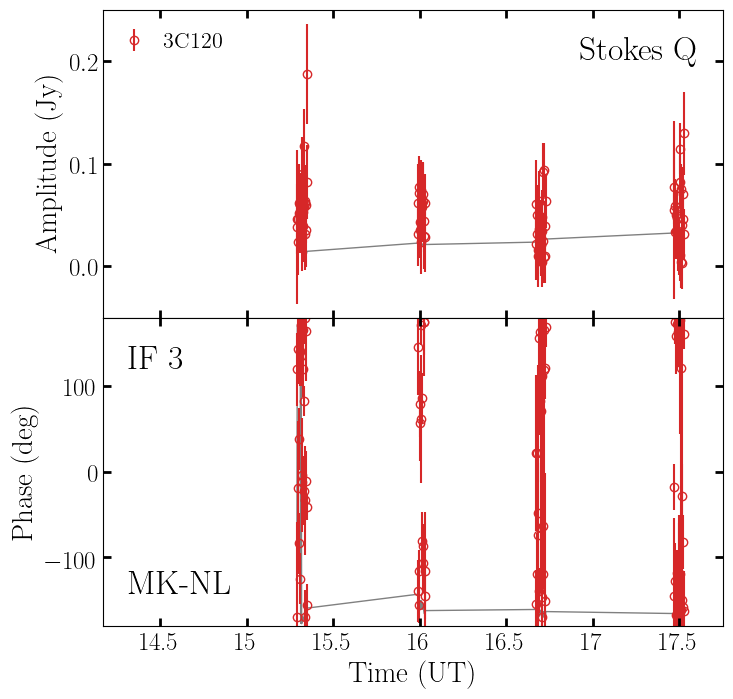 3C120
Stokes Q
0.2
0.1
0.0
Amplitude (Jy)
IF 3
100
0
−100
Phase (deg)
MK-NL
14.5 15 15.5 16 16.5 17 17.5
Time (UT)